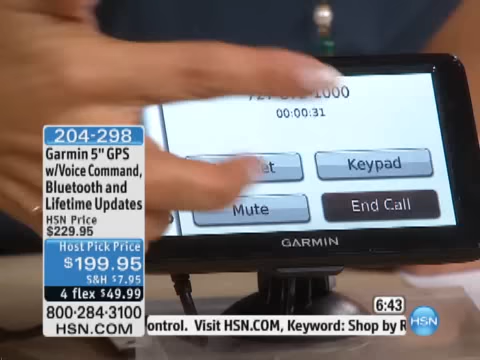 1000
00:00:31
Keypad
Mute
End Call
GARMIN
204-298
Garmin 5" GPS
w/Voice Command,
Bluetooth and
Lifetime Updates
HSN Price
$229.95
Host Pick Price
$199.95
S&H $7.95
4 flex $49.99
800·284·3100
HSN.COM
6:43
ontrol. Visit HSN.COM, Keyword: Shop by R
HSN